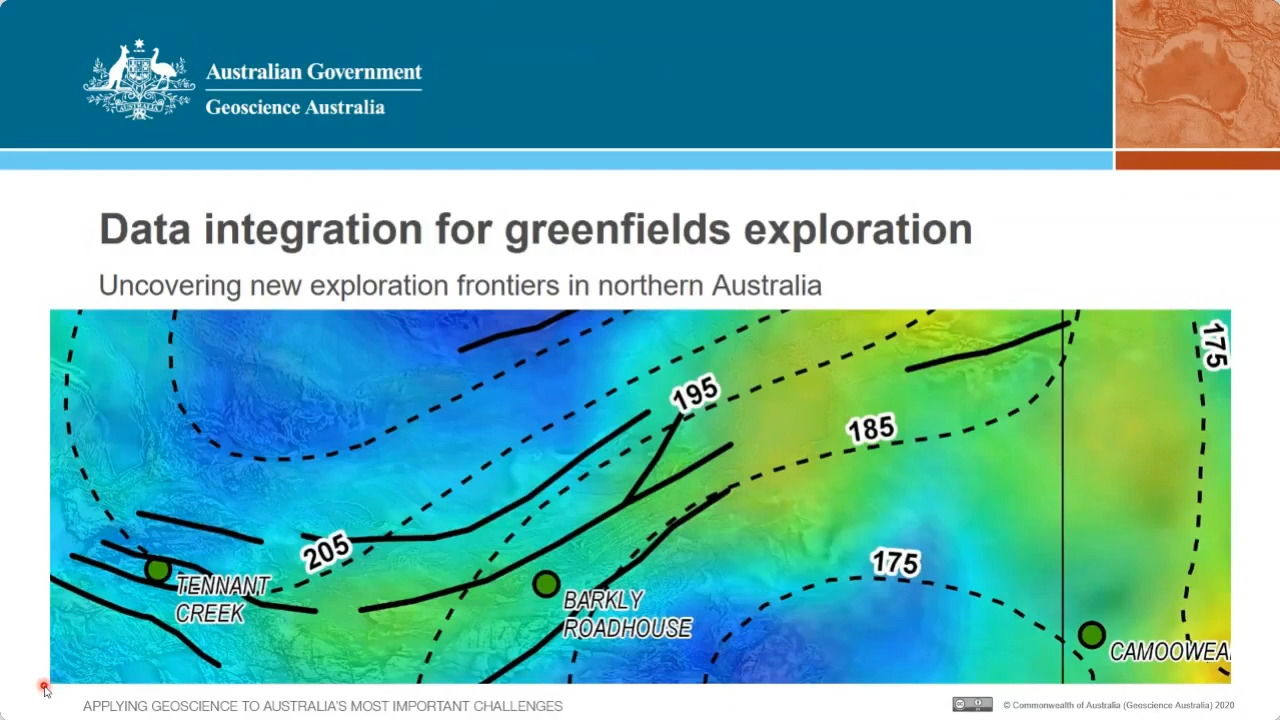 Australian Government
Geoscience Australia
Data integration for greenfields exploration
Uncovering new exploration frontiers in northern Australia
175
195
185
205
175
TENNANT
CREEK
BARKLY
ROADHOUSE
CAMOOWEA
APPLYING GEOSCIENCE TO AUSTRALIA'S MOST IMPORTANT CHALLENGES
© Commonwealth of Australia (Geoscience Australia) 2020